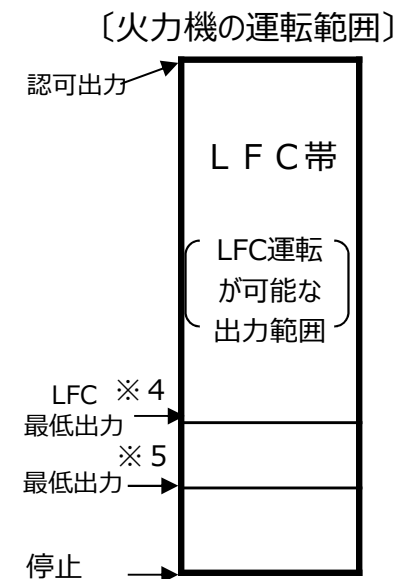 〔火力機の運転範囲〕
認可出力
ＬＦＣ帯
LFC運転
が可能な
出力範囲
LFC ※４
最低出力
※５
最低出力
停止